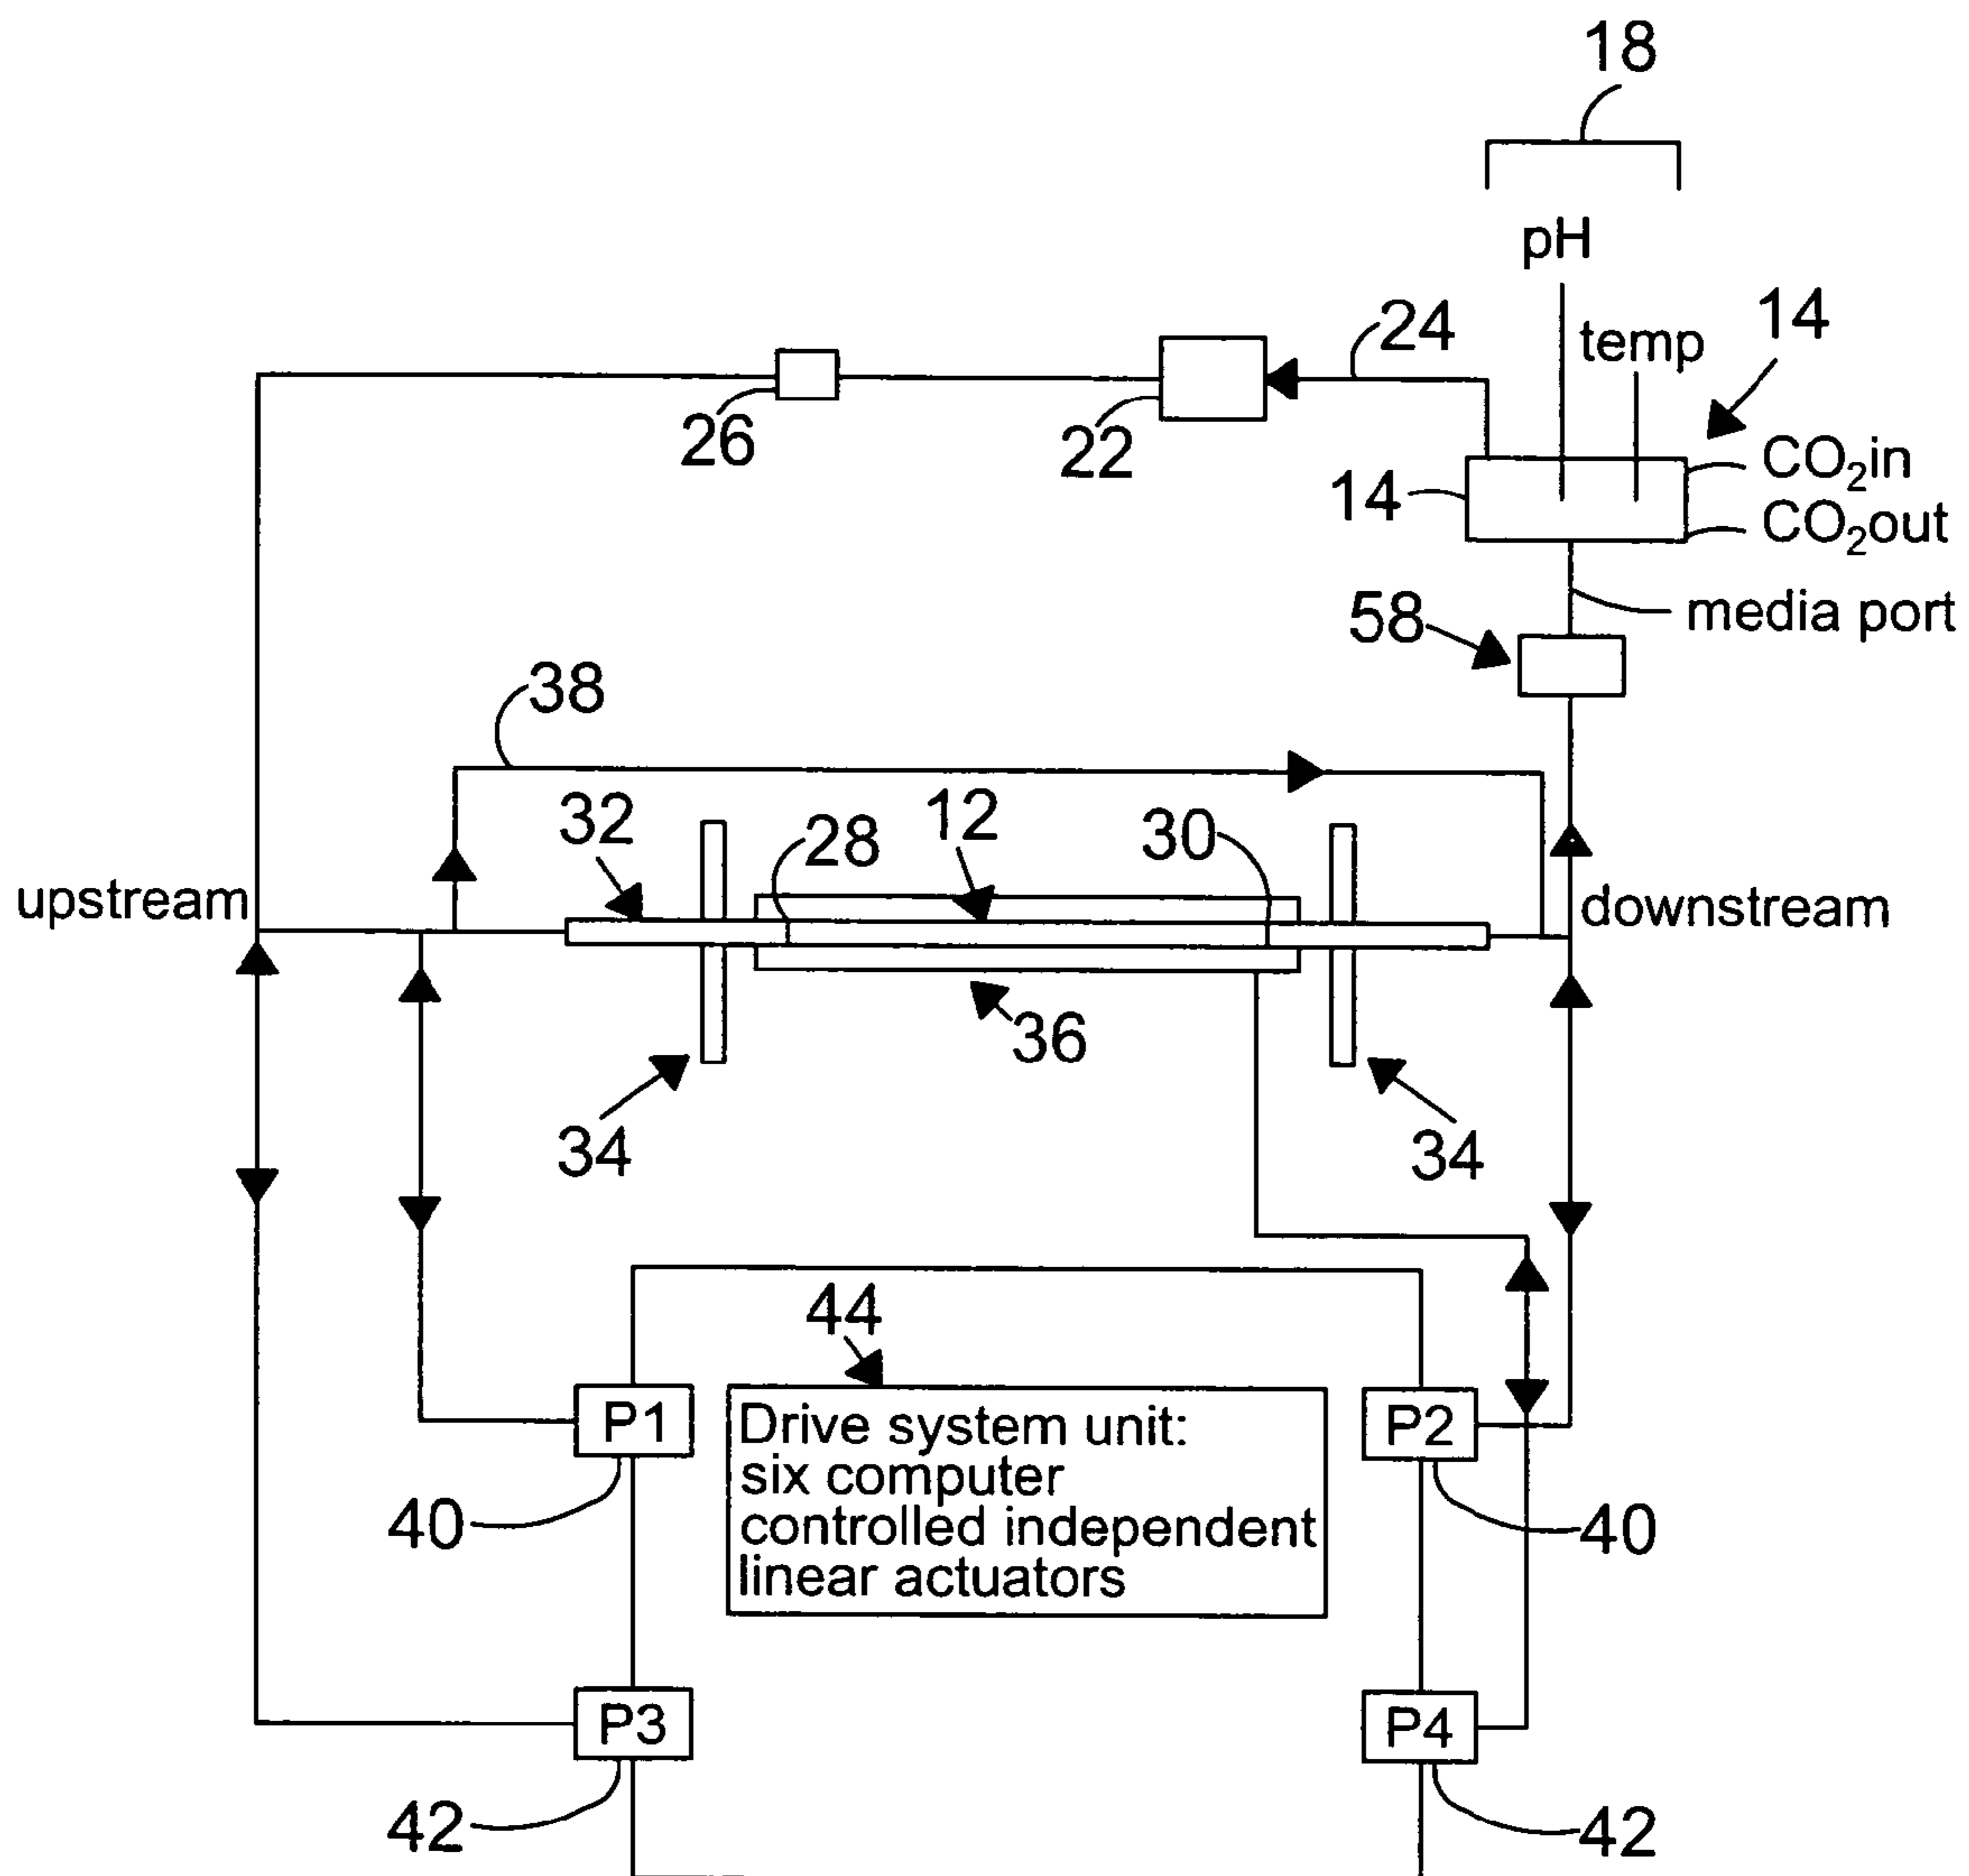 18
pH
temp
14
24
26
22
14
CO₂in
CO₂out
media port
58
38
32
28
12
30
upstream
downstream
36
34
34
44
P1
Drive system unit:
six computer
controlled independent
linear actuators
P2
40
40
P3
P4
42
42